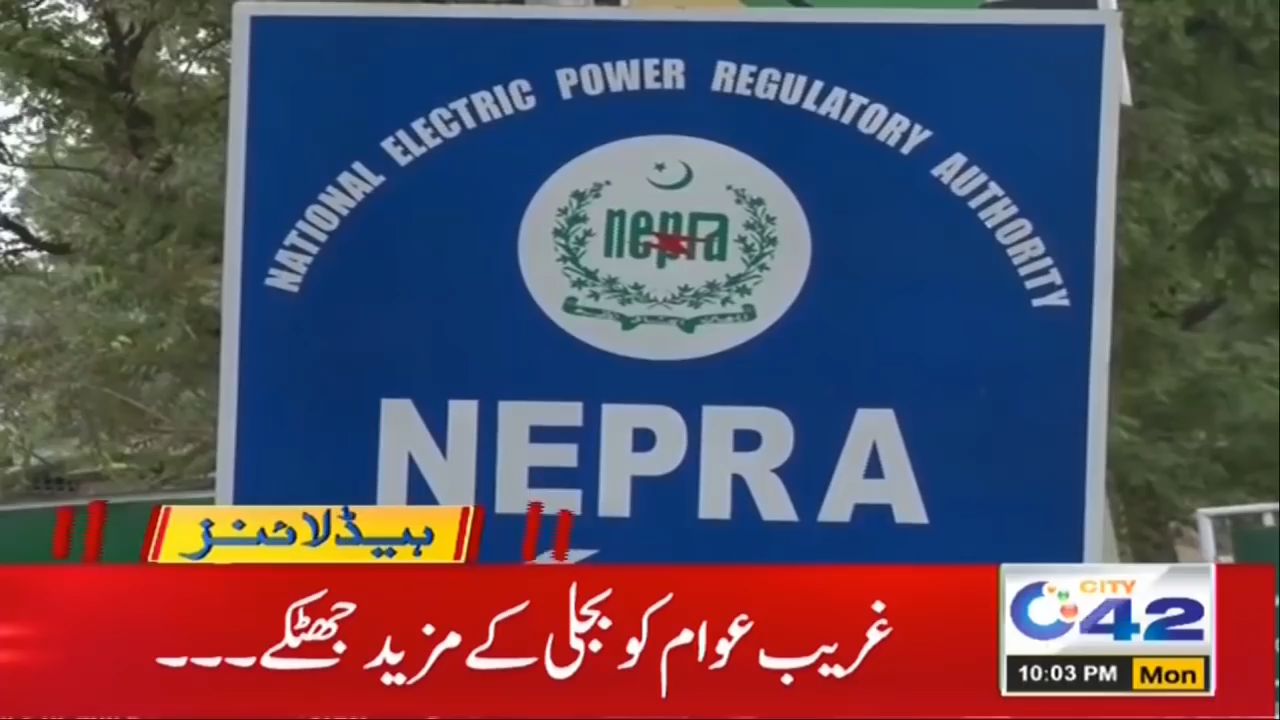 NATIONAL ELECTRIC POWER REGULATORY AUTHORITY
nepra
NEPRA
ہیڈلائنز
غریب عوام کو بجلی کے مزید جھٹکے۔۔۔
CITY
42
10:03 PM Mon